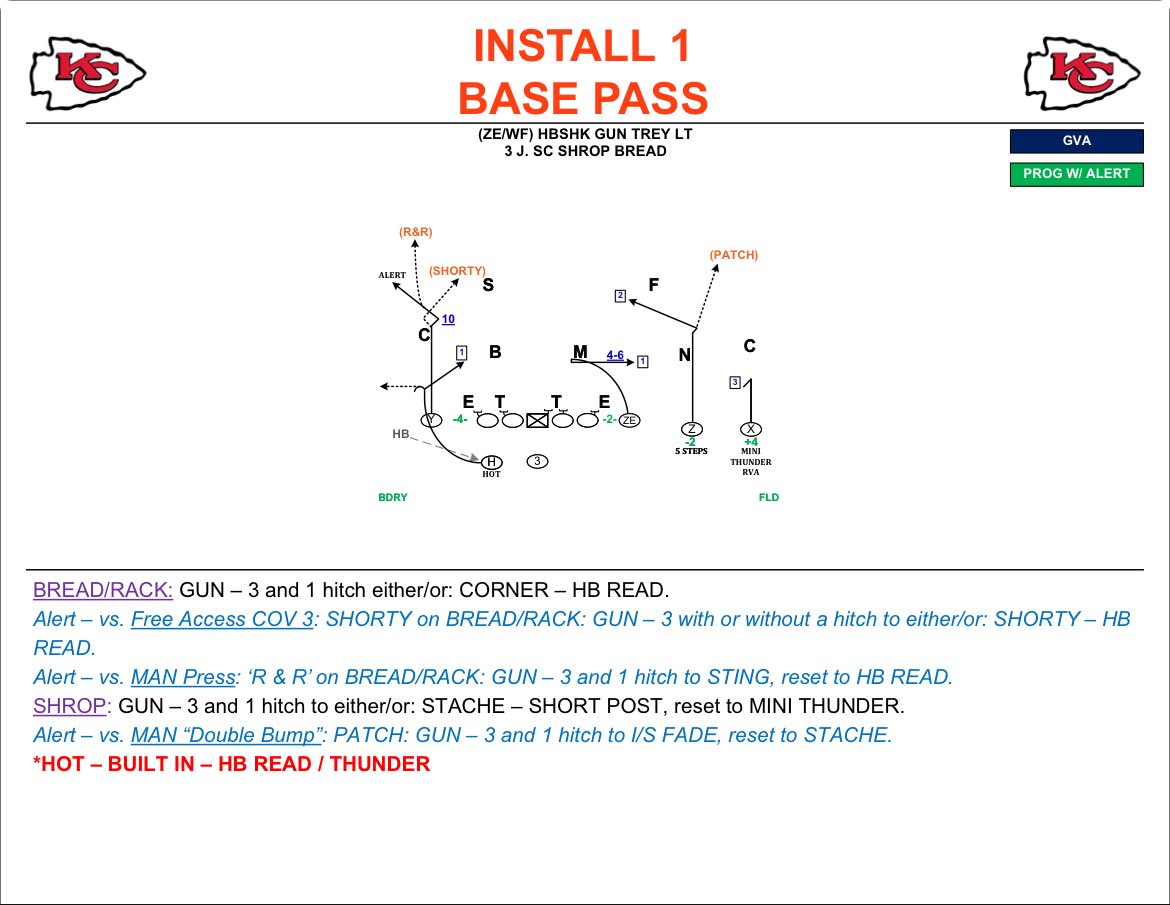 KC
KC
INSTALL 1
BASE PASS
(ZE/WF) HBSHK GUN TREY LT
3 J. SC SHROP BREAD
GVA
PROG W/ ALERT
(R&R)
(PATCH)
ALERT
(SHORTY)
S
F
2
10
C
1
B
M
4-6
1
N
C
3
E
T
T
E
Y
-4-
-2-
ZE
Z
X
HB
-2
+4
5 STEPS
MINI
THUNDER
RVA
H
3
HOT
BDRY
FLD
BREAD/RACK: GUN – 3 and 1 hitch either/or: CORNER – HB READ.
Alert – vs. Free Access COV 3: SHORTY on BREAD/RACK: GUN – 3 with or without a hitch to either/or: SHORTY – HB
READ.
Alert – vs. MAN Press: ‘R & R’ on BREAD/RACK: GUN – 3 and 1 hitch to STING, reset to HB READ.
SHROP: GUN – 3 and 1 hitch to either/or: STACHE – SHORT POST, reset to MINI THUNDER.
Alert – vs. MAN “Double Bump”: PATCH: GUN – 3 and 1 hitch to I/S FADE, reset to STACHE.
*HOT – BUILT IN – HB READ / THUNDER